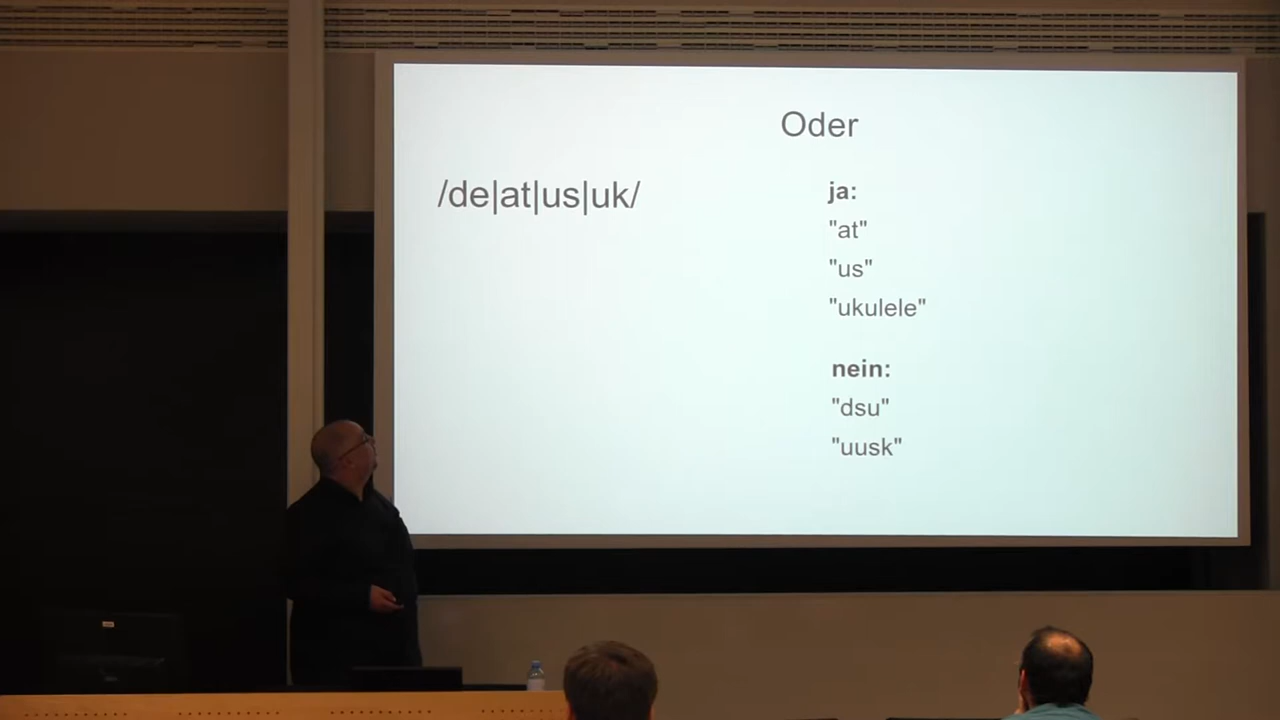 Oder
/de|at|us|uk/
ja:
"at"
"us"
"ukulele"
nein:
"dsu"
"uusk"